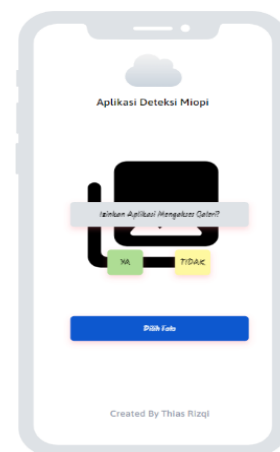 Aplikasi Deteksi Miopi
Izinkan Aplikasi Mengakses Galeri?
YA
TIDAK
Pilih Foto
Created By Thias Rizqi